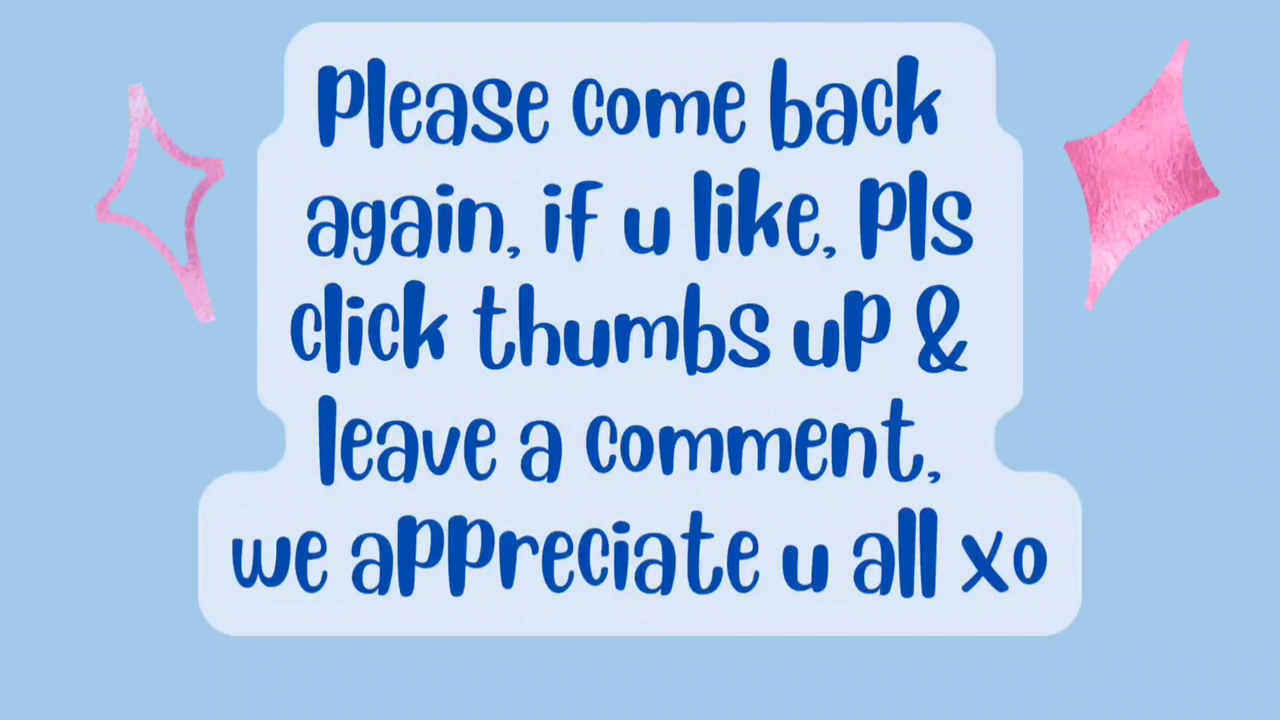 Please come back
again, if u like, pls
click thumbs up &
leave a comment,
we appreciate u all xo